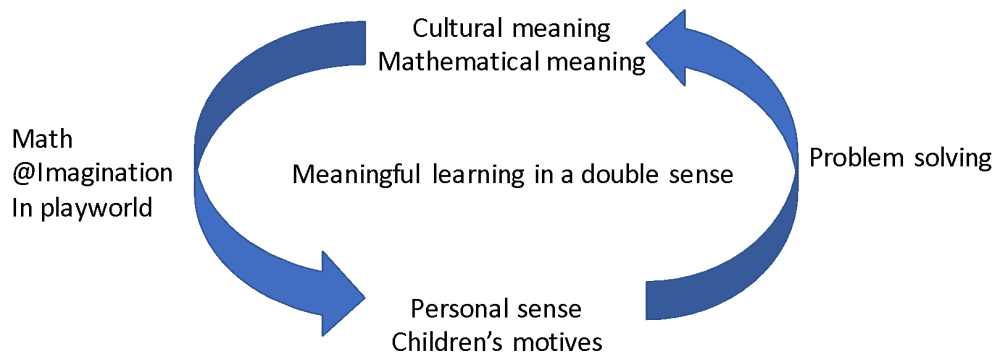 Cultural meaning
Mathematical meaning
Math
@Imagination
In playworld
Meaningful learning in a double sense
Problem solving
Personal sense
Children’s motives